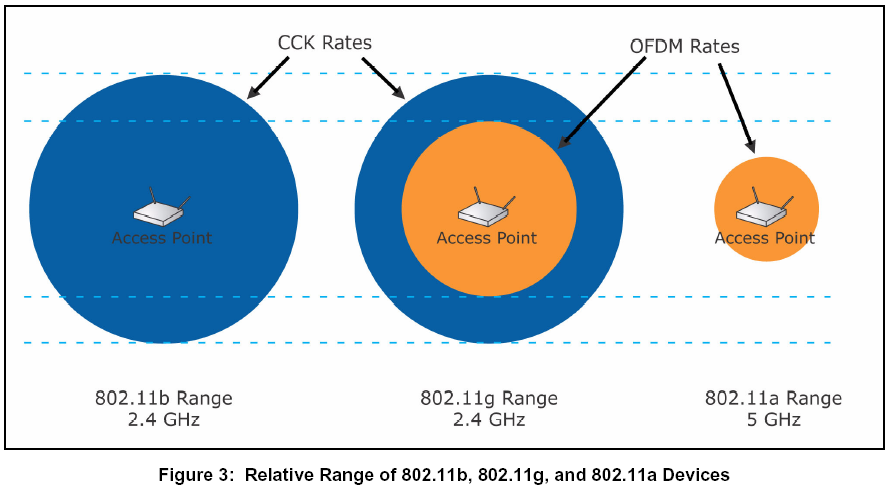 CCK Rates
OFDM Rates
Access Point
Access Point
Access Point
802.11b Range
2.4 GHz
802.11g Range
2.4 GHz
802.11a Range
5 GHz
Figure 3:  Relative Range of 802.11b, 802.11g, and 802.11a Devices